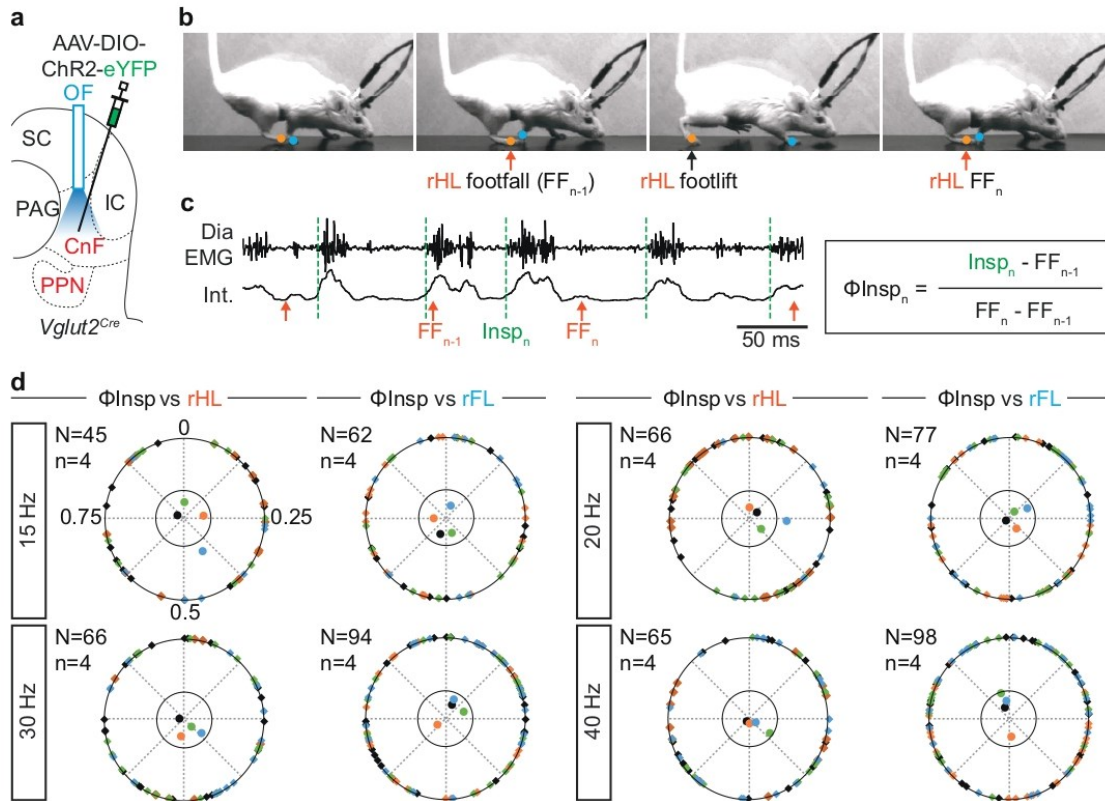 a
AAV-DIO-
ChR2-eYFP
OF
SC
PAG
IC
CnF
PPN
Vglut2Cre
b
rHL footfall (FFn-1)
rHL footlift
rHL FFn
c
Dia
EMG
Int.
FFn-1
Inspn
FFn
50 ms
ΦInspn = 
Inspn - FFn-1
FFn - FFn-1
d
ΦInsp vs rHL
ΦInsp vs rFL
ΦInsp vs rHL
ΦInsp vs rFL
15 Hz
N=45
n=4
0
0.25
0.5
0.75
N=62
n=4
20 Hz
N=66
n=4
N=77
n=4
30 Hz
N=66
n=4
N=94
n=4
40 Hz
N=65
n=4
N=98
n=4